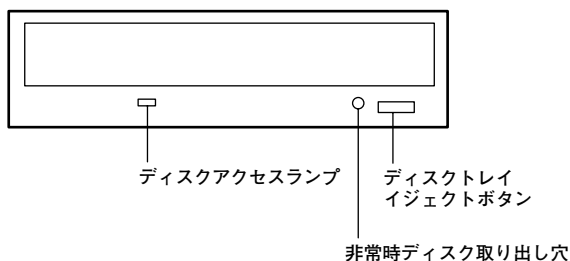 ディスクアクセスランプ
ディスクトレイ
イジェクトボタン
非常時ディスク取り出し穴